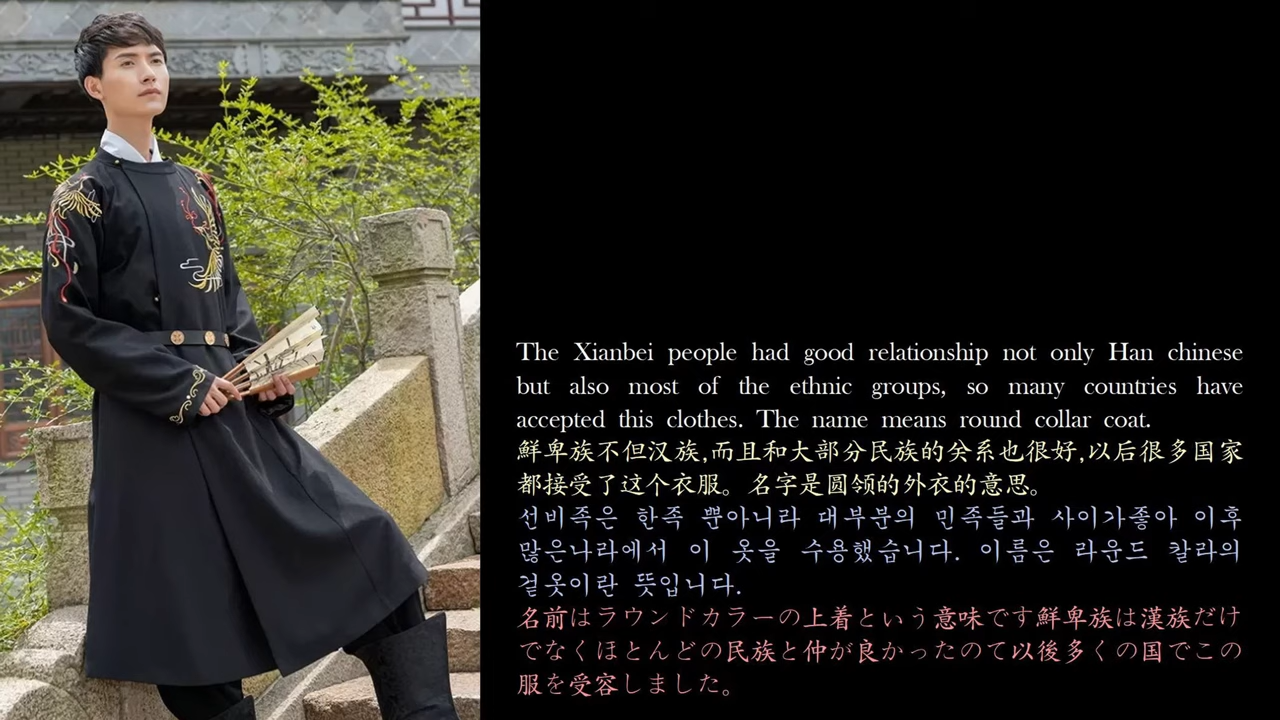 The Xianbei people had good relationship not only Han chinese
but also most of the ethnic groups, so many countries have
accepted this clothes. The name means round collar coat.
鮮卑族不但汉族,而且和大部分民族的关系也很好,以后很多国家
都接受了这个衣服。名字是圆领的外衣的意思。
선비족은 한족 뿐아니라 대부분의 민족들과 사이가좋아 이후
많은나라에서 이 옷을 수용했습니다. 이름은 라운드 칼라의
겉옷이란 뜻입니다.
名前はラウンドカラーの上着という意味です鮮卑族は漢族だけ
でなくほとんどの民族と仲が良かったのて以後多くの国でこの
服を受容しました。